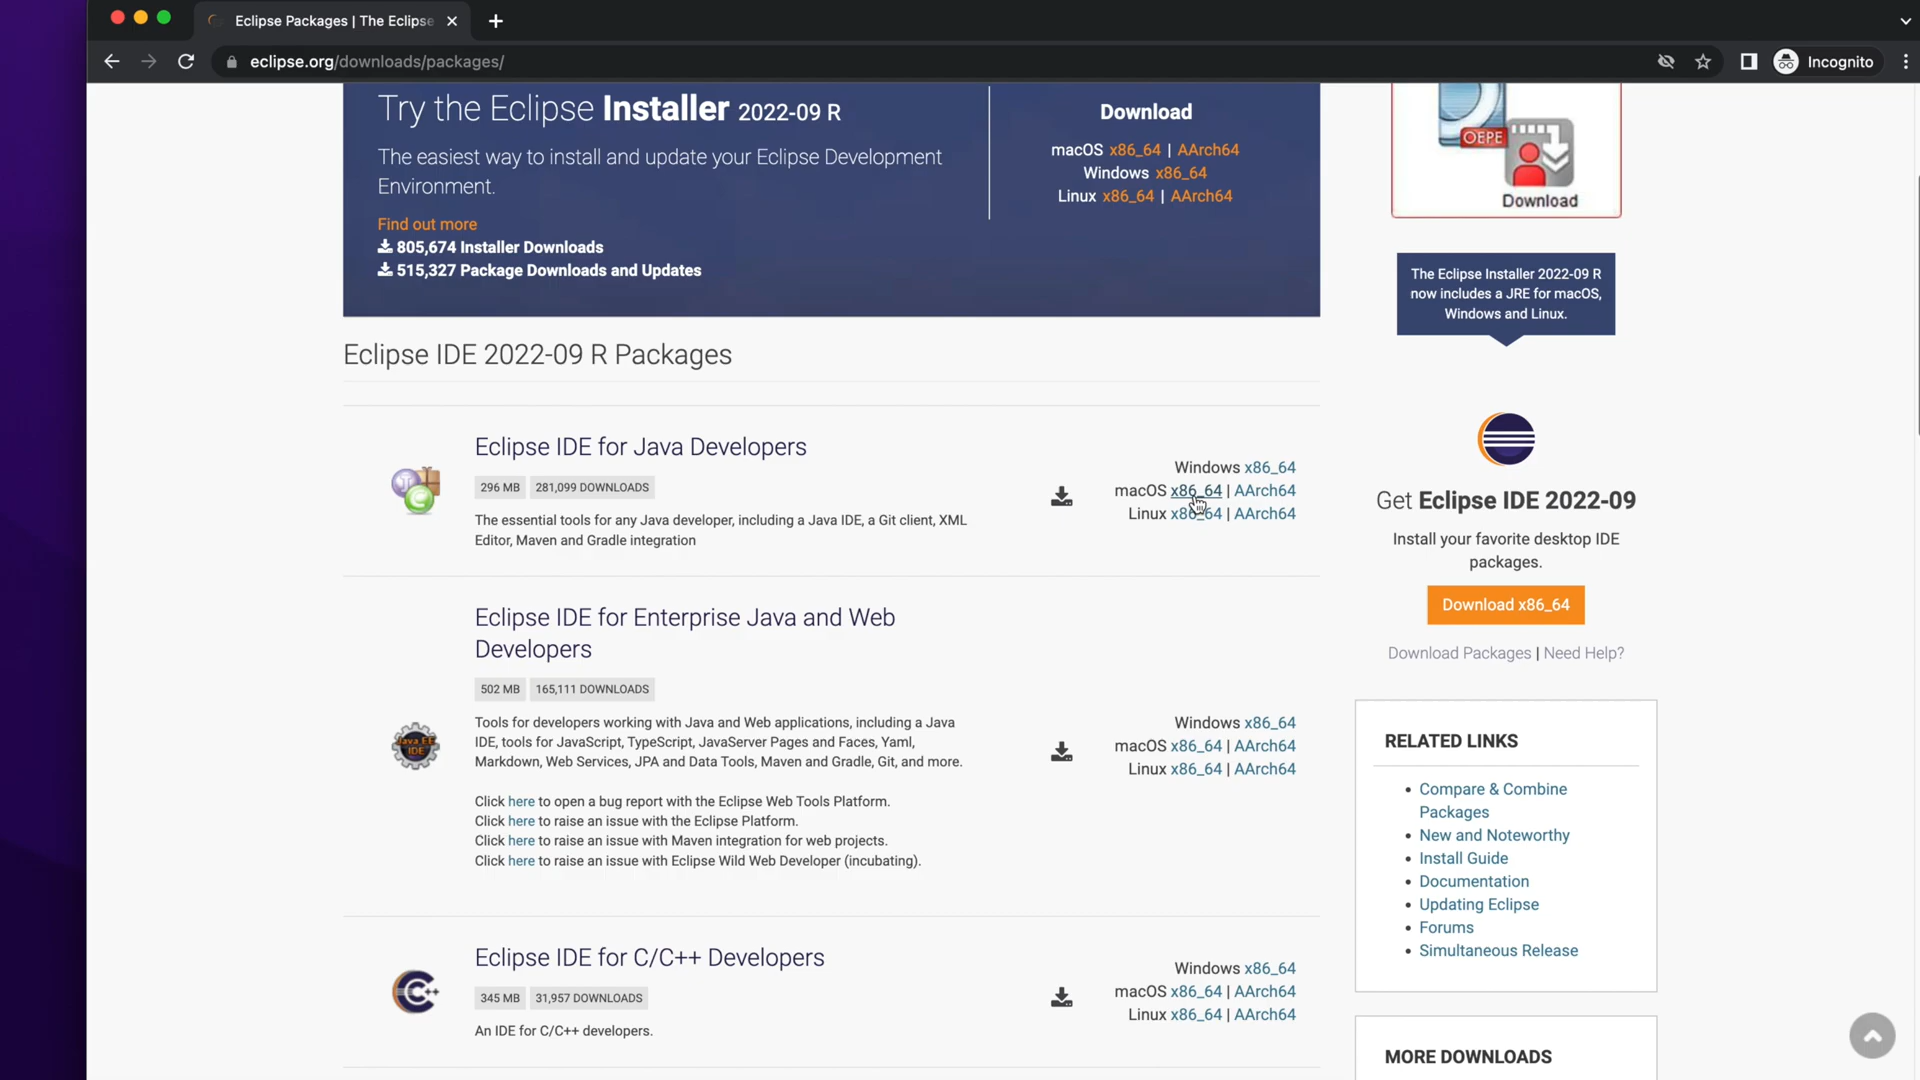 Eclipse Packages | The Eclipse
eclipse.org/downloads/packages/
Incognito
Try the Eclipse Installer 2022-09 R
The easiest way to install and update your Eclipse Development
Environment.
Find out more
805,674 Installer Downloads
515,327 Package Downloads and Updates
Download
macOS x86_64 | AArch64
Windows x86_64
Linux x86_64 | AArch64
OEPE
Download
The Eclipse Installer 2022-09 R
now includes a JRE for macOS,
Windows and Linux.
Eclipse IDE 2022-09 R Packages
Eclipse IDE for Java Developers
296 MB 281,099 DOWNLOADS
The essential tools for any Java developer, including a Java IDE, a Git client, XML
Editor, Maven and Gradle integration
Windows x86_64
macOS x86_64 | AArch64
Linux x86_64 | AArch64
Eclipse IDE for Enterprise Java and Web
Developers
502 MB 165,111 DOWNLOADS
Java EE
IDE
Tools for developers working with Java and Web applications, including a Java
IDE, tools for JavaScript, TypeScript, JavaServer Pages and Faces, Yaml,
Markdown, Web Services, JPA and Data Tools, Maven and Gradle, Git, and more.
Click here to open a bug report with the Eclipse Web Tools Platform.
Click here to raise an issue with the Eclipse Platform.
Click here to raise an issue with Maven integration for web projects.
Click here to raise an issue with Eclipse Wild Web Developer (incubating).
Windows x86_64
macOS x86_64 | AArch64
Linux x86_64 | AArch64
Eclipse IDE for C/C++ Developers
345 MB 31,957 DOWNLOADS
An IDE for C/C++ developers.
C++
Windows x86_64
macOS x86_64 | AArch64
Linux x86_64 | AArch64
Get Eclipse IDE 2022-09
Install your favorite desktop IDE
packages.
Download x86_64
Download Packages | Need Help?
RELATED LINKS
• Compare & Combine
Packages
• New and Noteworthy
• Install Guide
• Documentation
• Updating Eclipse
• Forums
• Simultaneous Release
MORE DOWNLOADS